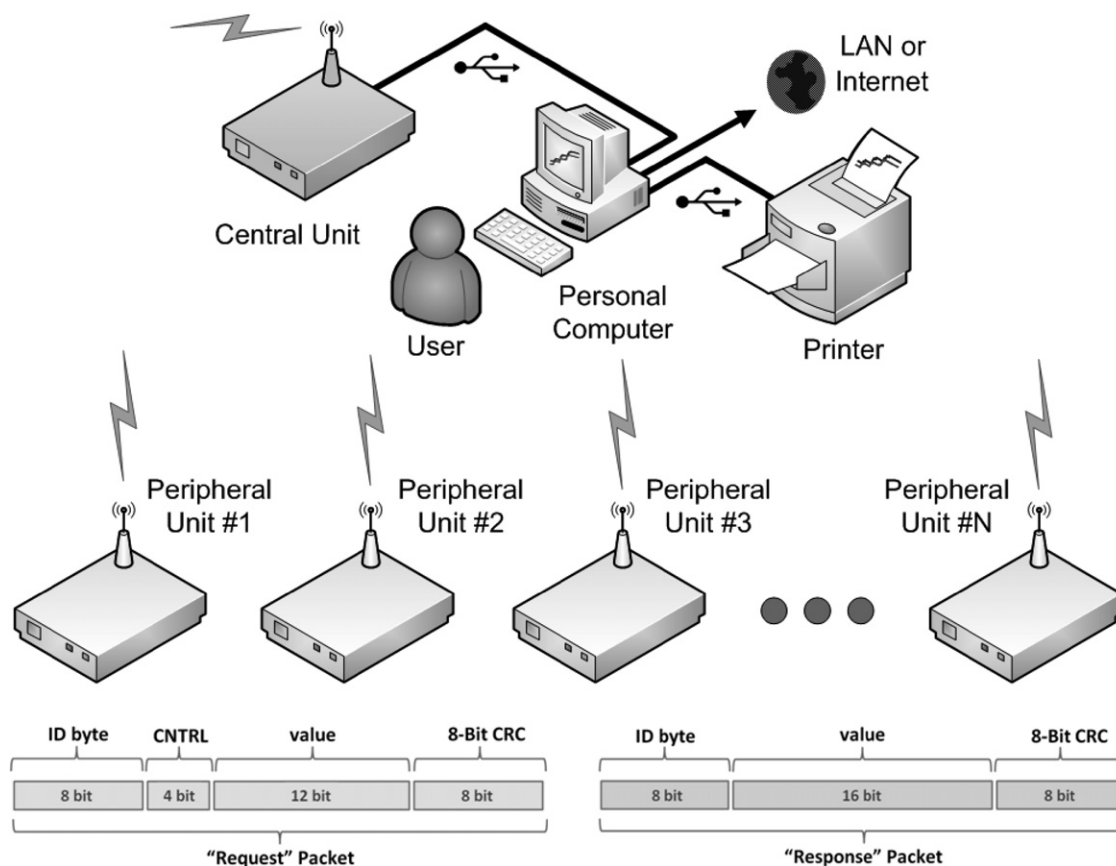 LAN or
Internet
Central Unit
User
Personal
Computer
Printer
Peripheral
Unit #1
Peripheral
Unit #2
Peripheral
Unit #3
Peripheral
Unit #N
ID byte CNTRL value 8-Bit CRC
8 bit 4 bit 12 bit 8 bit
“Request” Packet
ID byte value 8-Bit CRC
8 bit 16 bit 8 bit
“Response” Packet